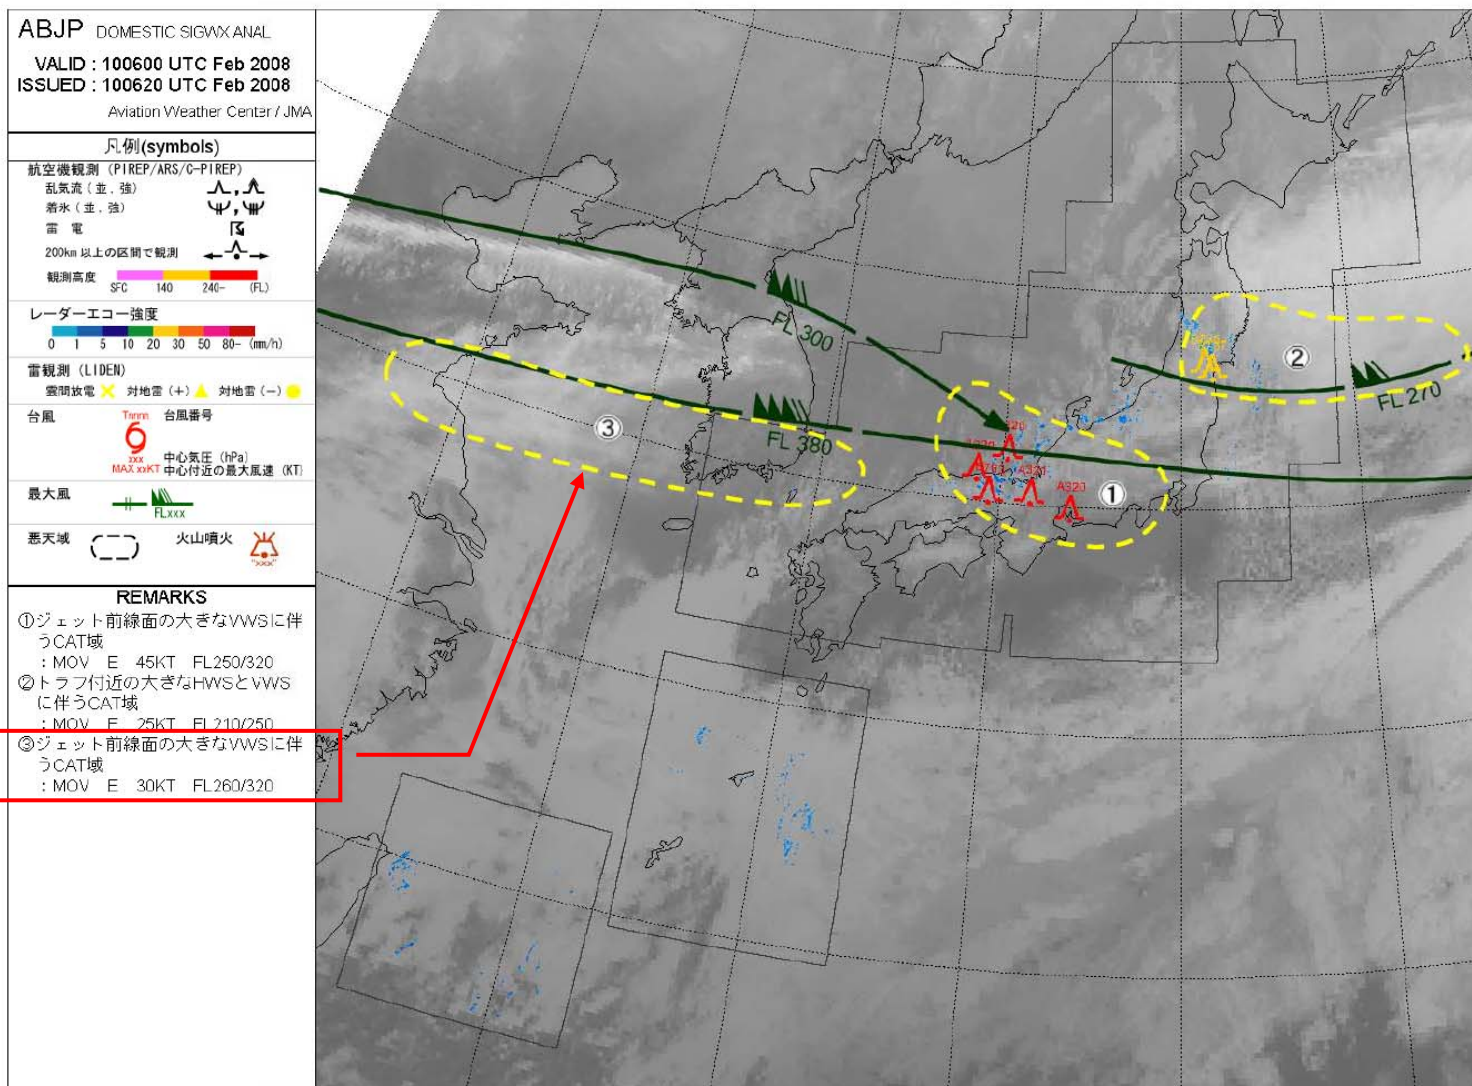 ABJP DOMESTIC SIGWX ANAL
VALID : 100600 UTC Feb 2008
ISSUED : 100620 UTC Feb 2008
Aviation Weather Center / JMA
凡例(symbols)
航空機観測 (PIREP/ARS/C-PIREP)
乱気流 ( 並 , 強 )
着氷 ( 並 , 強 )
雷 電
200km 以上の区間で観測
観測高度
SFC 140 240- (FL)
レーダーエコー強度
0 1 5 10 20 30 50 80- (mm/h)
雷観測 (LIDEN)
雲間放電 対地雷 (+) 対地雷 (-)
台風
Tnnnn 台風番号
xxx 中心気圧 (hPa)
MAX xxKT 中心付近の最大風速 (KT)
最大風
FLxxx
悪天域 火山噴火
"xxxx"
REMARKS
①ジェット前線面の大きなVWSに伴
うCAT域
: MOV E 45KT FL250/320
②トラフ付近の大きなHWSとVWS
に伴うCAT域
: MOV E 25KT FL210/250
③ジェット前線面の大きなVWSに伴
うCAT域
: MOV E 30KT FL260/320
FL 300
②
FL 270
③
FL 380
A321
①
A320